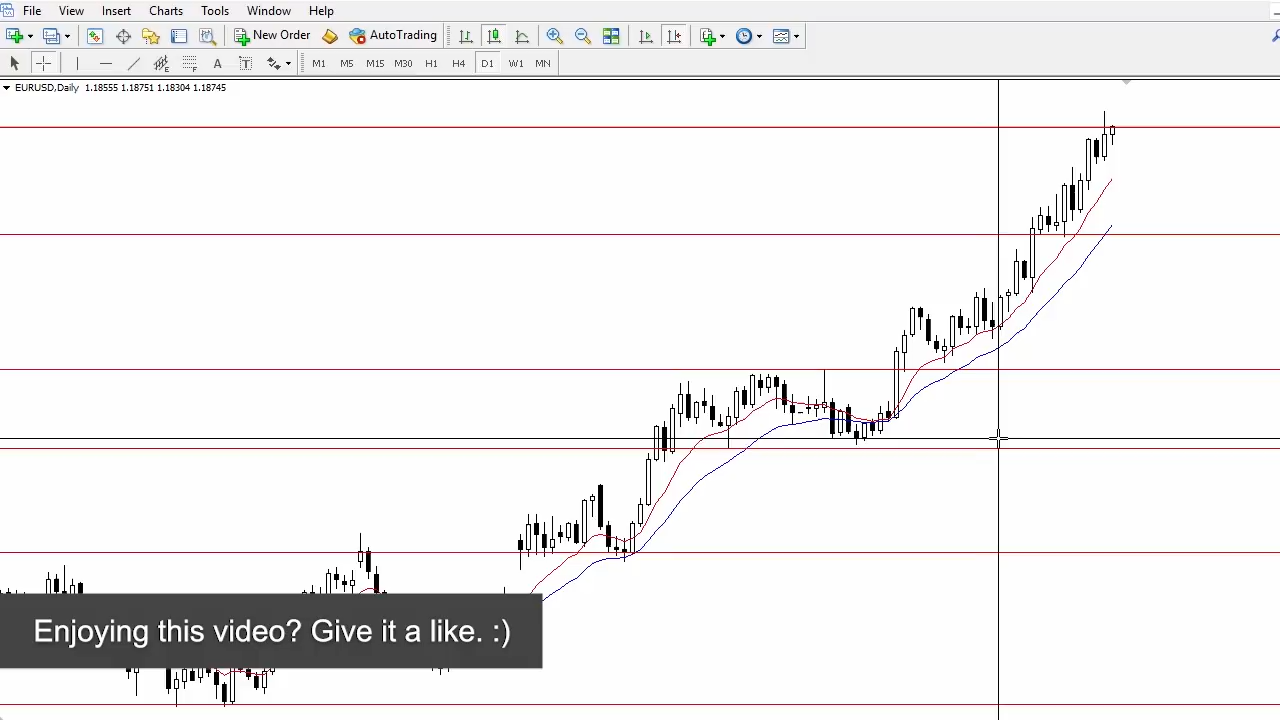 File View Insert Charts Tools Window Help
New Order AutoTrading
A T M1 M5 M15 M30 H1 H4 D1 W1 MN
EURUSD,Daily 1.18555 1.18751 1.18304 1.18745
Enjoying this video? Give it a like. :)